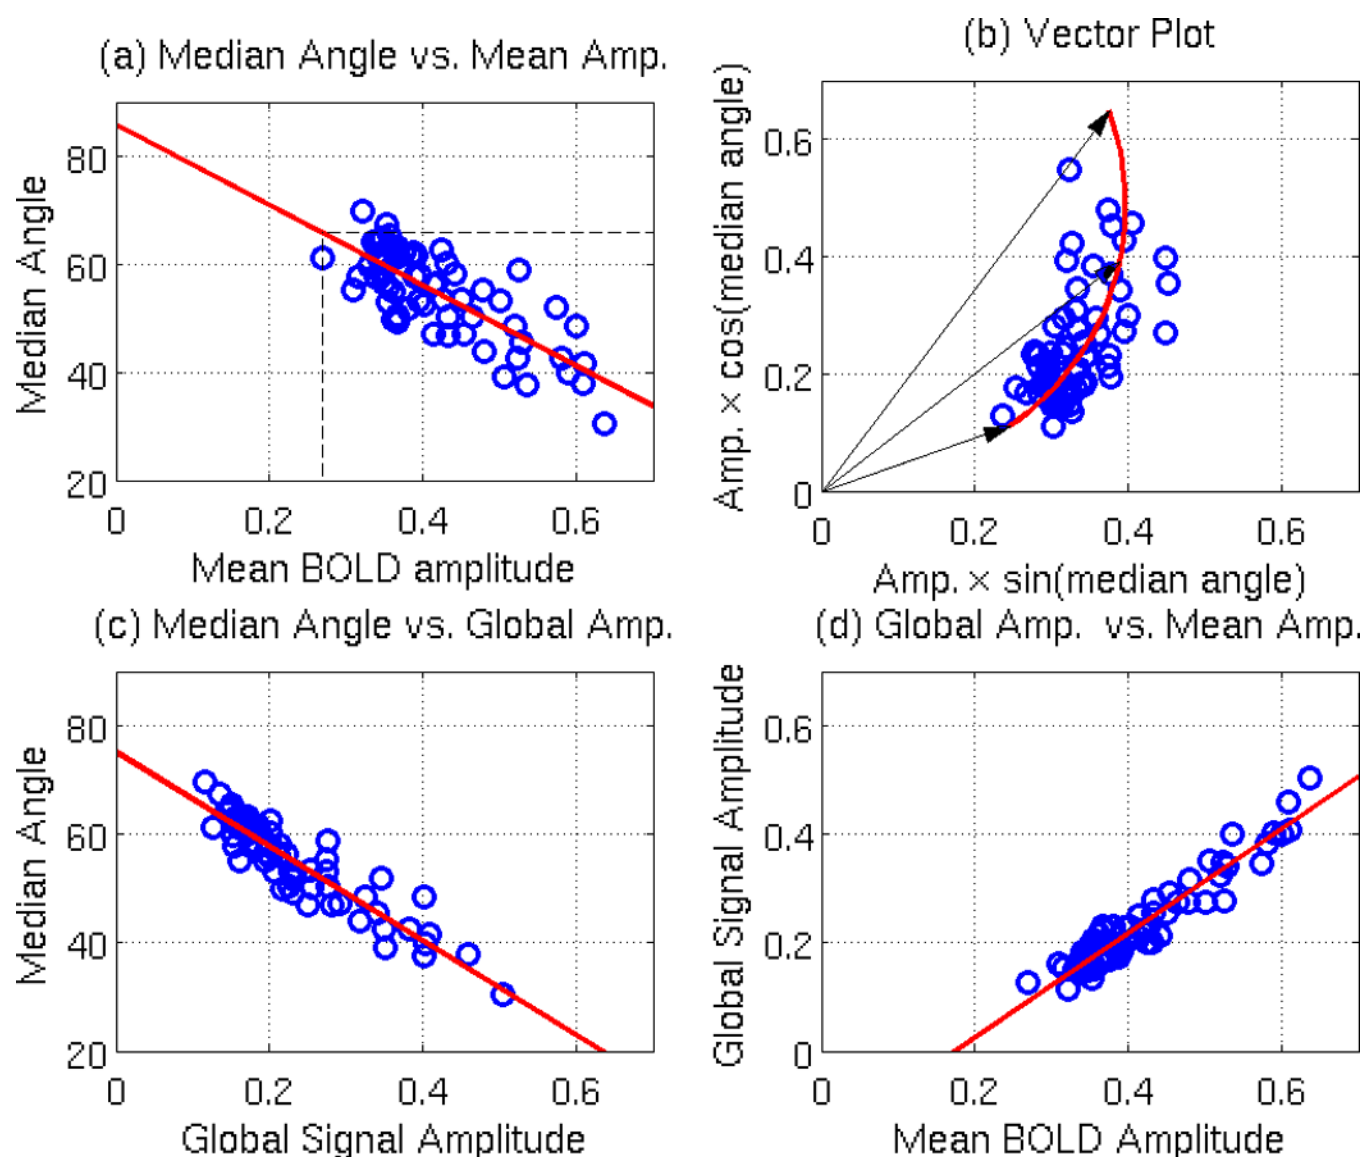 (a) Median Angle vs. Mean Amp.
Median Angle
80
60
40
20
0
0.2
0.4
0.6
Mean BOLD amplitude
(b) Vector Plot
Amp. × cos(median angle)
0.6
0.4
0.2
0
0
0.2
0.4
0.6
Amp. × sin(median angle)
(c) Median Angle vs. Global Amp.
Median Angle
80
60
40
20
0
0.2
0.4
0.6
Global Signal Amplitude
(d) Global Amp. vs. Mean Amp.
Global Signal Amplitude
0.6
0.4
0.2
0
0
0.2
0.4
0.6
Mean BOLD Amplitude